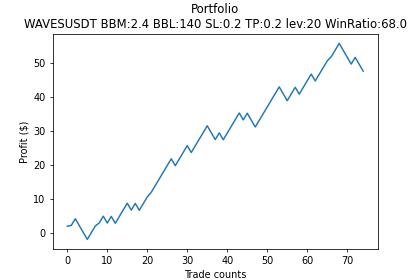 Portfolio
WAVESUSDT BBM:2.4 BBL:140 SL:0.2 TP:0.2 lev:20 WinRatio:68.0
50
40
30
20
10
0
Profit ($)
0 10 20 30 40 50 60 70
Trade counts